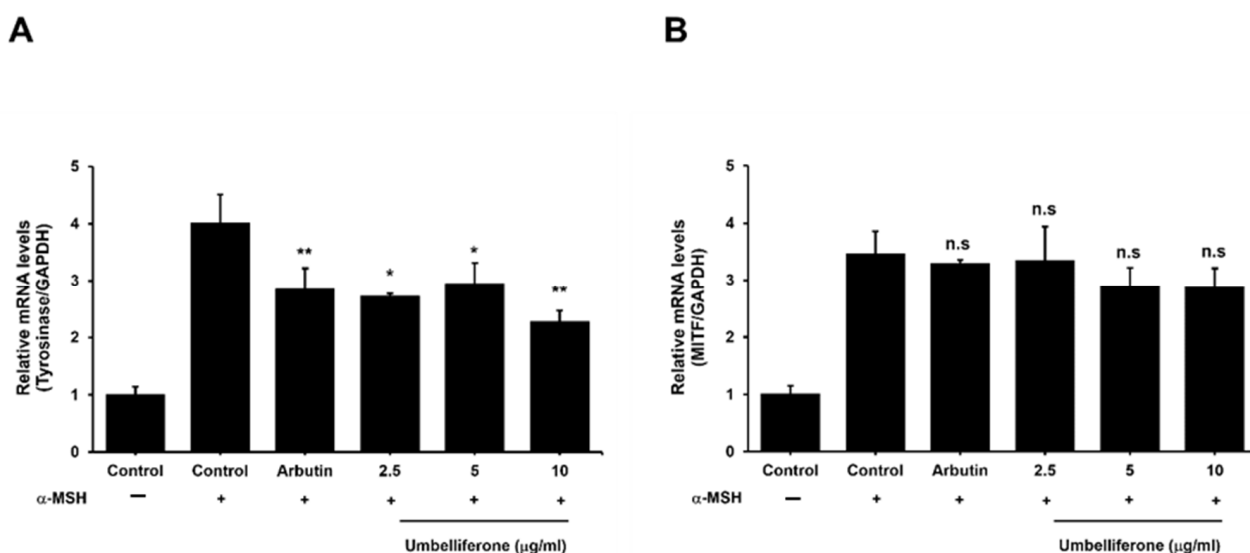 A
Relative mRNA levels
(Tyrosinase/GAPDH)
5
4
3
2
1
0
** * * **
Control Control Arbutin 2.5 5 10
α-MSH — + + + + +
Umbelliferone (μg/ml)
B
Relative mRNA levels
(MITF/GAPDH)
5
4
3
2
1
0
n.s n.s n.s n.s
Control Control Arbutin 2.5 5 10
α-MSH — + + + + +
Umbelliferone (μg/ml)